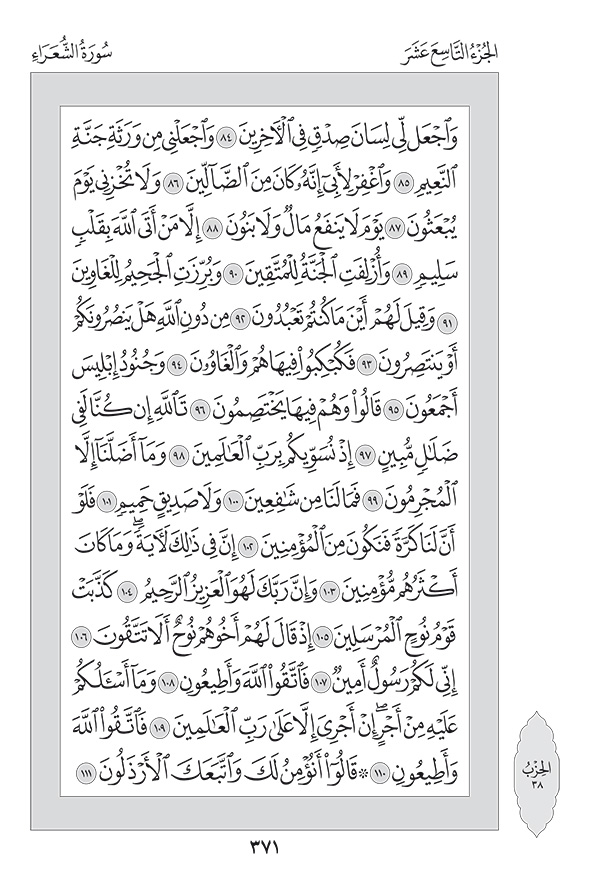 الجُزْءُ التَّاسِعَ عَشَرَ
سُورَةُ الشُّعَرَاءِ
وَٱجْعَل لِّى لِسَانَ صِدْقٍ فِى ٱلْأَخِرِينَ ٨٤ وَٱجْعَلْنِى مِن وَرَثَةِ جَنَّةِ
ٱلنَّعِيمِ ٨٥ وَٱغْفِرْ لِأَبِىٓ إِنَّهُۥ كَانَ مِنَ ٱلضَّآلِّينَ ٨٦ وَلَا تُخْزِنِى يَوْمَ
يُبْعَثُونَ ٨٧ يَوْمَ لَا يَنفَعُ مَالٌ وَلَا بَنُونَ ٨٨ إِلَّا مَنْ أَتَى ٱللَّهَ بِقَلْبٍ
سَلِيمٍ ٨٩ وَأُزْلِفَتِ ٱلْجَنَّةُ لِلْمُتَّقِينَ ٩٠ وَبُرِّزَتِ ٱلْجَحِيمُ لِلْغَاوِينَ
٩١ وَقِيلَ لَهُمْ أَيْنَ مَا كُنتُمْ تَعْبُدُونَ ٩٢ مِن دُونِ ٱللَّهِ هَلْ يَنصُرُونَكُمْ
أَوْ يَنتَصِرُونَ ٩٣ فَكُبْكِبُوا۟ فِيهَا هُمْ وَٱلْغَاوُۥنَ ٩٤ وَجُنُودُ إِبْلِيسَ
أَجْمَعُونَ ٩٥ قَالُوا۟ وَهُمْ فِيهَا يَخْتَصِمُونَ ٩٦ تَٱللَّهِ إِن كُنَّا لَفِى
ضَلَٰلٍ مُّبِينٍ ٩٧ إِذْ نُسَوِّيكُم بِرَبِّ ٱلْعَٰلَمِينَ ٩٨ وَمَآ أَضَلَّنَآ إِلَّا
ٱلْمُجْرِمُونَ ٩٩ فَمَا لَنَا مِن شَٰفِعِينَ ١٠٠ وَلَا صَدِيقٍ حَمِيمٍ ١٠١ فَلَوْ
أَنَّ لَنَا كَرَّةً فَنَكُونَ مِنَ ٱلْمُؤْمِنِينَ ١٠٢ إِنَّ فِى ذَٰلِكَ لَأَيَةً ۖ وَمَا كَانَ
أَكْثَرُهُم مُّؤْمِنِينَ ١٠٣ وَإِنَّ رَبَّكَ لَهُوَ ٱلْعَزِيزُ ٱلرَّحِيمُ ١٠٤ كَذَّبَتْ
قَوْمُ نُوحٍ ٱلْمُرْسَلِينَ ١٠٥ إِذْ قَالَ لَهُمْ أَخُوهُمْ نُوحٌ أَلَا تَتَّقُونَ ١٠٦
إِنِّى لَكُمْ رَسُولٌ أَمِينٌ ١٠٧ فَٱتَّقُوا۟ ٱللَّهَ وَأَطِيعُونِ ١٠٨ وَمَآ أَسْـَٔلُكُمْ
عَلَيْهِ مِنْ أَجْرٍ ۖ إِنْ أَجْرِىَ إِلَّا عَلَىٰ رَبِّ ٱلْعَٰلَمِينَ ١٠٩ فَٱتَّقُوا۟ ٱللَّهَ
وَأَطِيعُونِ ١١٠ ۞ قَالُوٓا۟ أَنُؤْمِنُ لَكَ وَٱتَّبَعَكَ ٱلْأَرْذَلُونَ ١١١
الحِزْبُ
٣٨
٣٧١